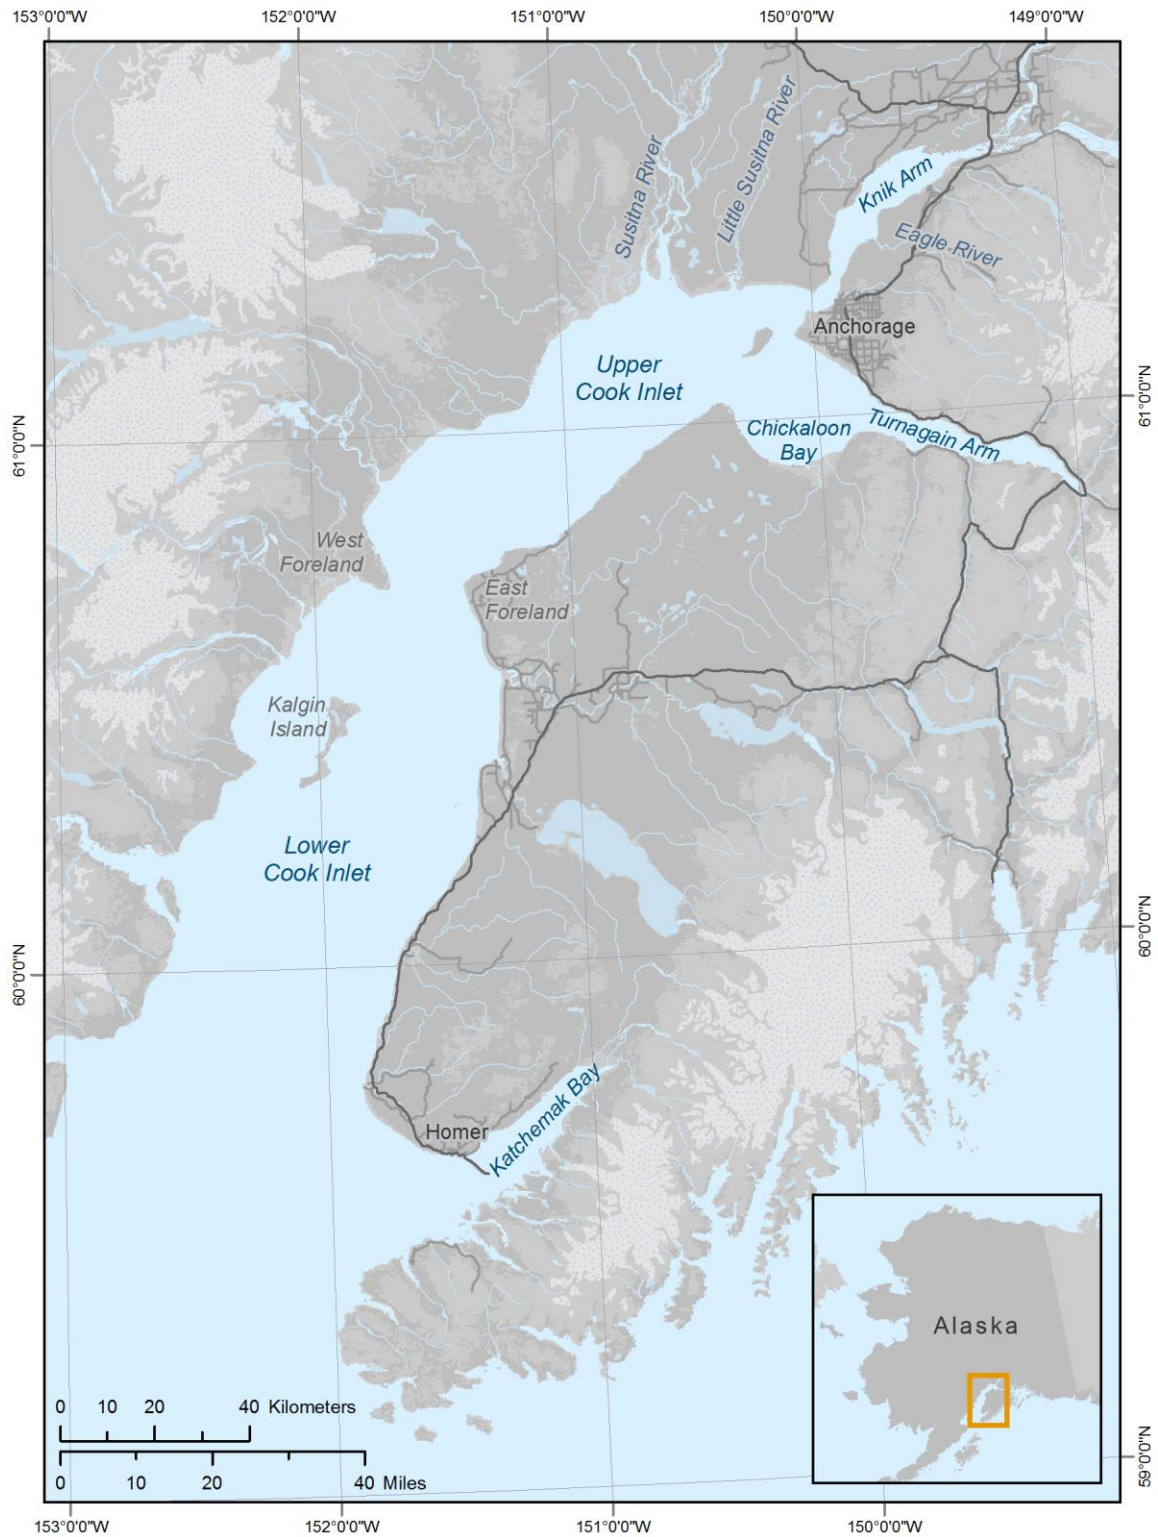 153°0'0"W
152°0'0"W
151°0'0"W
150°0'0"W
149°0'0"W
Susitna River
Little Susitna River
Knik Arm
Eagle River
Anchorage
Upper
Cook Inlet
61°0'0"N
61°0'0"N
Chickaloon
Bay
Turnagain Arm
West
Foreland
East
Foreland
Kalgin
Island
Lower
Cook Inlet
60°0'0"N
60°0'0"N
Homer
Katchemak Bay
Alaska
0 10 20 40 Kilometers
0 10 20 40 Miles
59°0'0"N
153°0'0"W
152°0'0"W
151°0'0"W
150°0'0"W